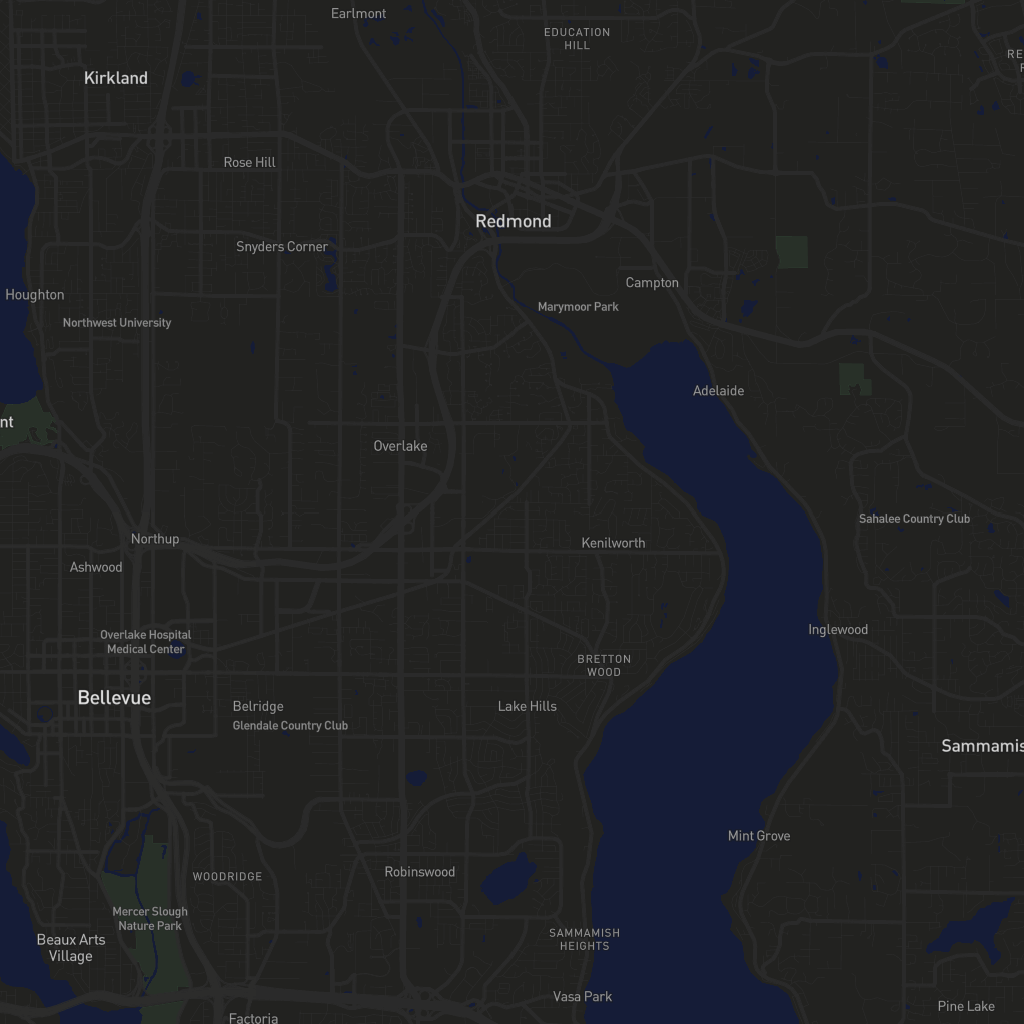 Earlmont
EDUCATION
HILL
RE
Kirkland
Rose Hill
Redmond
Snyders Corner
Houghton
Campton
Marymoor Park
Northwest University
Adelaide
nt
Overlake
Sahalee Country Club
Northup
Kenilworth
Ashwood
Overlake Hospital
Medical Center
Inglewood
BRETTON
WOOD
Bellevue
Belridge
Lake Hills
Glendale Country Club
Sammamis
Mint Grove
Robinswood
WOODRIDGE
Mercer Slough
Nature Park
Beaux Arts
Village
SAMMAMISH
HEIGHTS
Vasa Park
Pine Lake
Factoria